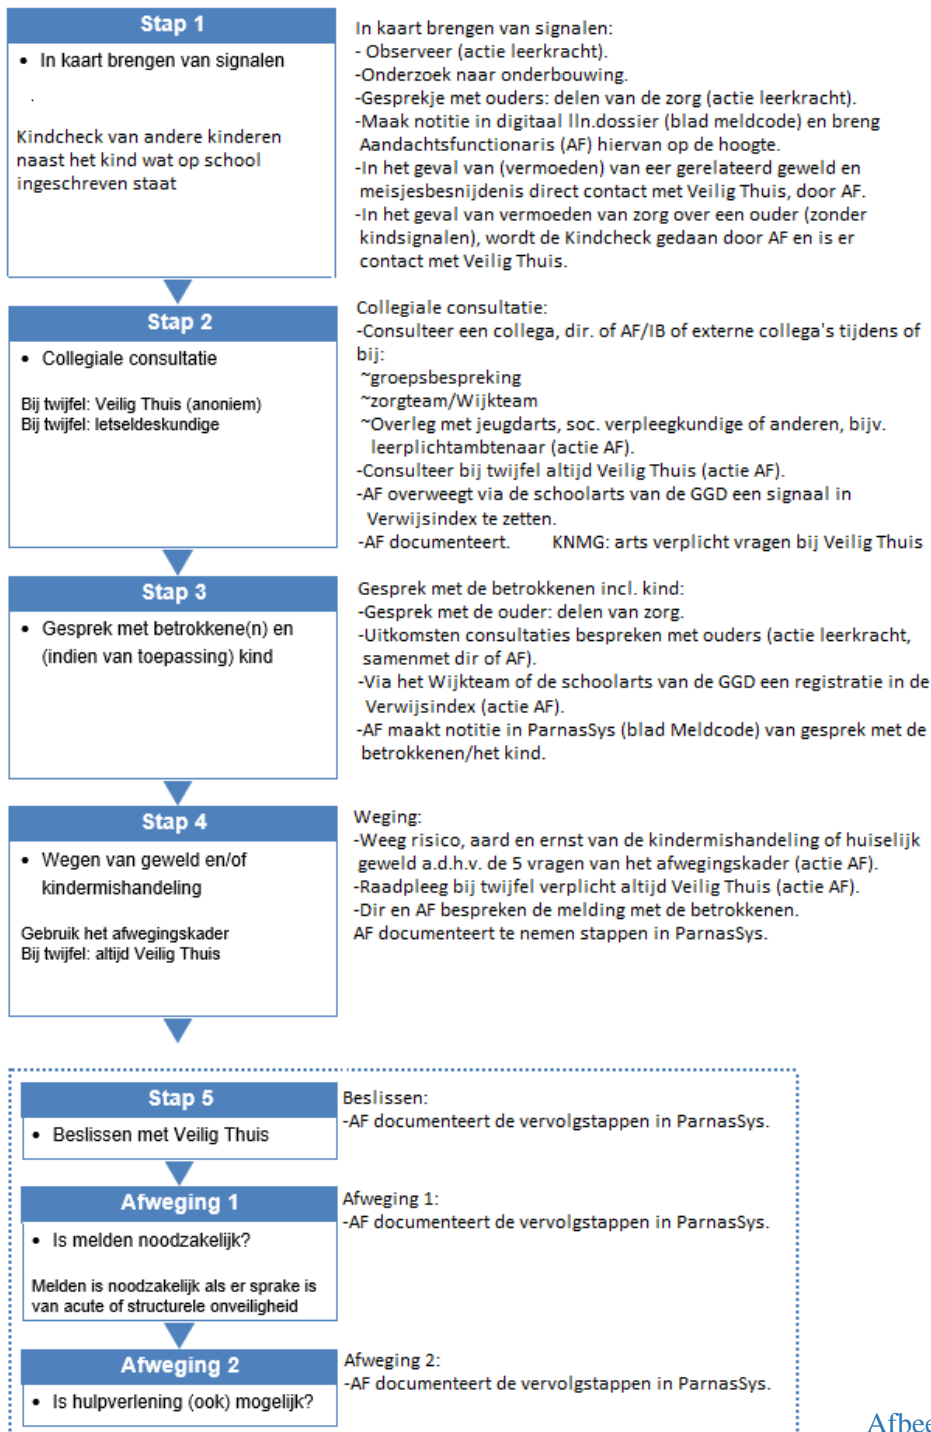 Stap 1
• In kaart brengen van signalen
.
Kindcheck van andere kinderen
naast het kind wat op school
ingeschreven staat
In kaart brengen van signalen:
- Observeer (actie leerkracht).
-Onderzoek naar onderbouwing.
-Gesprekje met ouders: delen van de zorg (actie leerkracht).
-Maak notitie in digitaal lln.dossier (blad meldcode) en breng
Aandachtsfunctionaris (AF) hiervan op de hoogte.
-In het geval van (vermoeden) van eer gerelateerd geweld en
meisjesbesnijdenis direct contact met Veilig Thuis, door AF.
-In het geval van vermoeden van zorg over een ouder (zonder
kindsignalen), wordt de Kindcheck gedaan door AF en is er
contact met Veilig Thuis.
Stap 2
• Collegiale consultatie
Bij twijfel: Veilig Thuis (anoniem)
Bij twijfel: letseldeskundige
Collegiale consultatie:
-Consulteer een collega, dir. of AF/IB of externe collega's tijdens of
bij:
~groepsbespreking
~zorgteam/Wijkteam
~Overleg met jeugdarts, soc. verpleegkundige of anderen, bijv.
leerplichtambtenaar (actie AF).
-Consulteer bij twijfel altijd Veilig Thuis (actie AF).
-AF overweegt via de schoolarts van de GGD een signaal in
Verwijsindex te zetten.
-AF documenteert. KNMG: arts verplicht vragen bij Veilig Thuis
Stap 3
• Gesprek met betrokkene(n) en
(indien van toepassing) kind
Gesprek met de betrokkenen incl. kind:
-Gesprek met de ouder: delen van zorg.
-Uitkomsten consultaties bespreken met ouders (actie leerkracht,
samenmet dir of AF).
-Via het Wijkteam of de schoolarts van de GGD een registratie in de
Verwijsindex (actie AF).
-AF maakt notitie in ParnasSys (blad Meldcode) van gesprek met de
betrokkenen/het kind.
Stap 4
• Wegen van geweld en/of
kindermishandeling
Gebruik het afwegingskader
Bij twijfel: altijd Veilig Thuis
Weging:
-Weeg risico, aard en ernst van de kindermishandeling of huiselijk
geweld a.d.h.v. de 5 vragen van het afwegingskader (actie AF).
-Raadpleeg bij twijfel verplicht altijd Veilig Thuis (actie AF).
-Dir en AF bespreken de melding met de betrokkenen.
AF documenteert te nemen stappen in ParnasSys.
Stap 5
• Beslissen met Veilig Thuis
Beslissen:
-AF documenteert de vervolgstappen in ParnasSys.
Afweging 1
• Is melden noodzakelijk?
Melden is noodzakelijk als er sprake is
van acute of structurele onveiligheid
Afweging 1:
-AF documenteert de vervolgstappen in ParnasSys.
Afweging 2
• Is hulpverlening (ook) mogelijk?
Afweging 2:
-AF documenteert de vervolgstappen in ParnasSys.